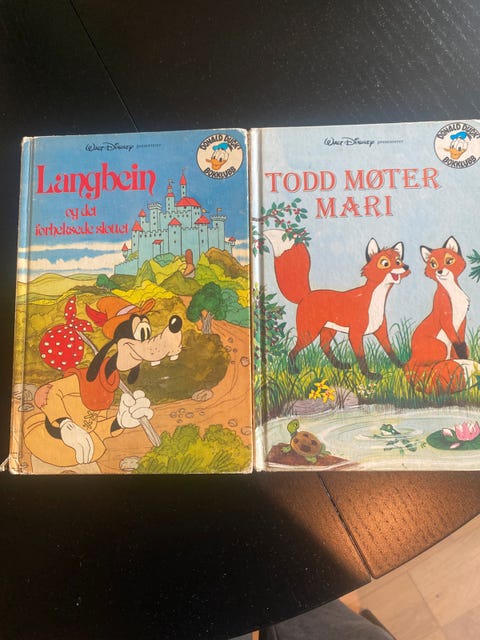 Walt Disney presenterer
DONALD DUCK
BOKKLUBB
Langbein
og det
forheksede slottet
Walt Disney presenterer
DONALD DUCK
BOKKLUBB
TODD MØTER
MARI